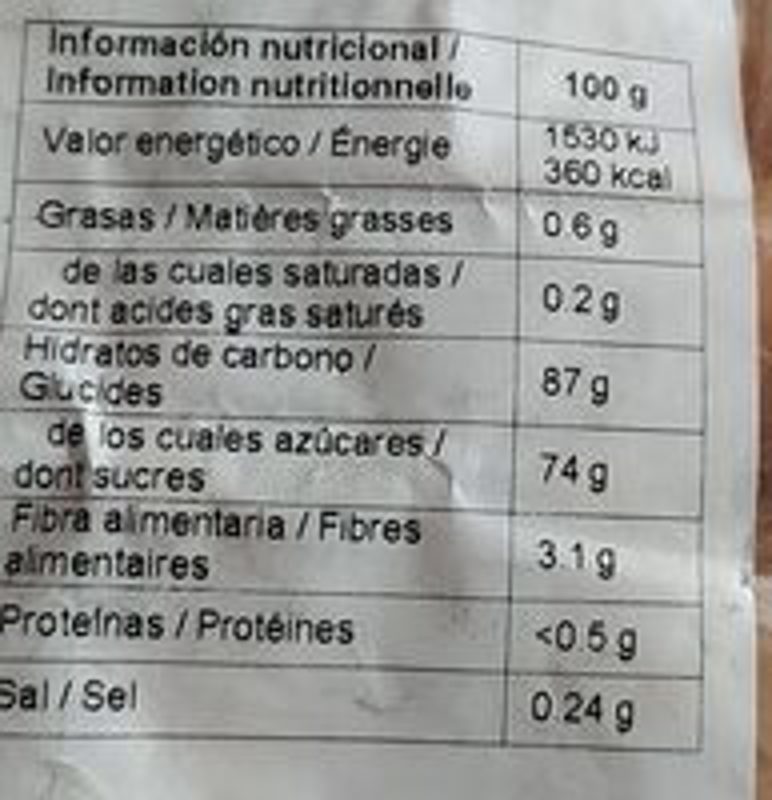 Información nutricional /
Information nutritionnelle
100 g
Valor energético / Énergie
1530 kJ
360 kcal
Grasas / Matières grasses
0.6 g
de las cuales saturadas /
dont acides gras saturés
0.2 g
Hidratos de carbono /
Glucides
87 g
de los cuales azúcares /
dont sucres
74 g
Fibra alimentaria / Fibres
alimentaires
3.1 g
Proteínas / Protéines
<0.5 g
Sal / Sel
0.24 g